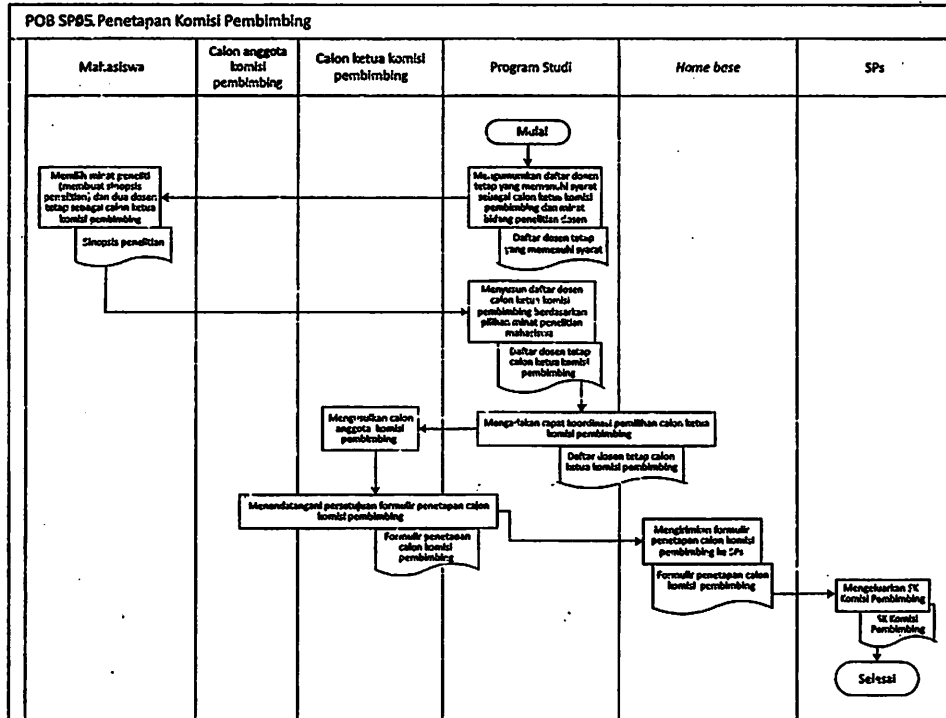 POB SP05. Penetapan Komisi Pembimbing
Mahasiswa
Calon anggota
komisi
pembimbing
Calon ketua komisi
pembimbing
Program Studi
Home base
SPs
Mulai
Mengumumkan daftar dosen
tetap yang memenuhi syarat
sebagai calon ketua komisi
pembimbing dan minat
bidang penelitian dosen
Daftar dosen tetap
yang memenuhi syarat
Memilih minat peneliti
(membuat sinopsis
penelitian) dan dua dosen
tetap sebagai calon ketua
komisi pembimbing
Sinopsis penelitian
Menyusun daftar dosen
calon ketua komisi
pembimbing berdasarkan
pilihan minat penelitian
mahasiswa
Daftar dosen tetap
calon ketua komisi
pembimbing
Mengadakan rapat koordinasi pemilihan calon ketua
komisi pembimbing
Daftar dosen tetap calon
ketua komisi pembimbing
Mengusulkan calon
anggota komisi
pembimbing
Menandatangani persetujuan formulir penetapan calon
komisi pembimbing
Formulir penetapan
calon komisi
pembimbing
Mengirimkan formulir
penetapan calon komisi
pembimbing ke SPs
Formulir penetapan calon
komisi pembimbing
Mengeluarkan SK
Komisi Pembimbing
SK Komisi
Pembimbing
Selesai